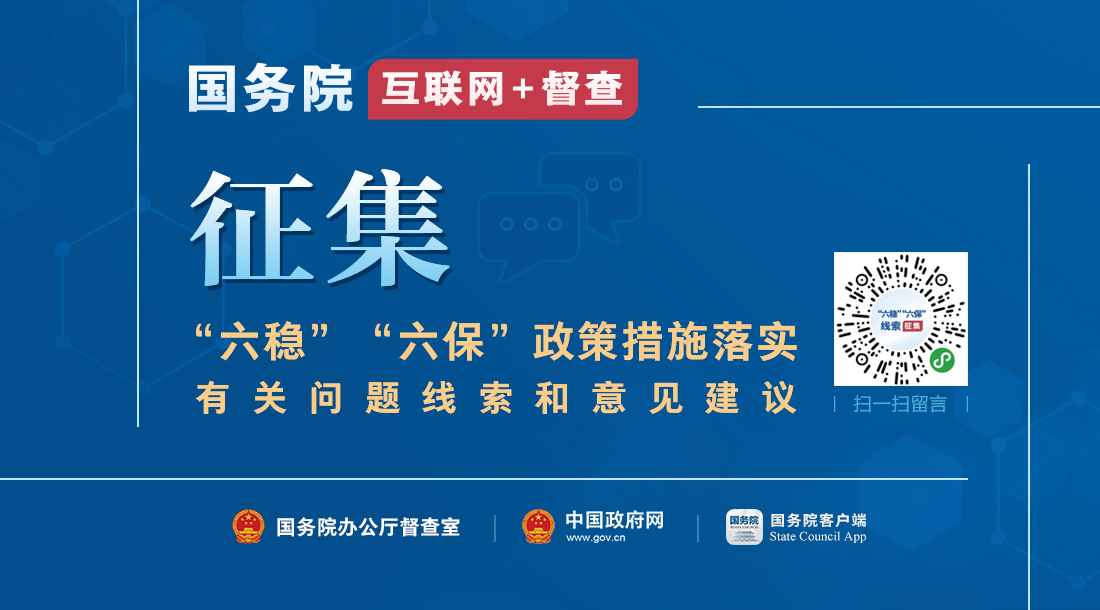 国务院 互联网+督查
征集
“六稳”“六保”政策措施落实
有关问题线索和意见建议
“六稳”“六保”
线索 征集
扫一扫留言
国务院办公厅督查室
中国政府网
www.gov.cn
国务院
国务院客户端
State Council App